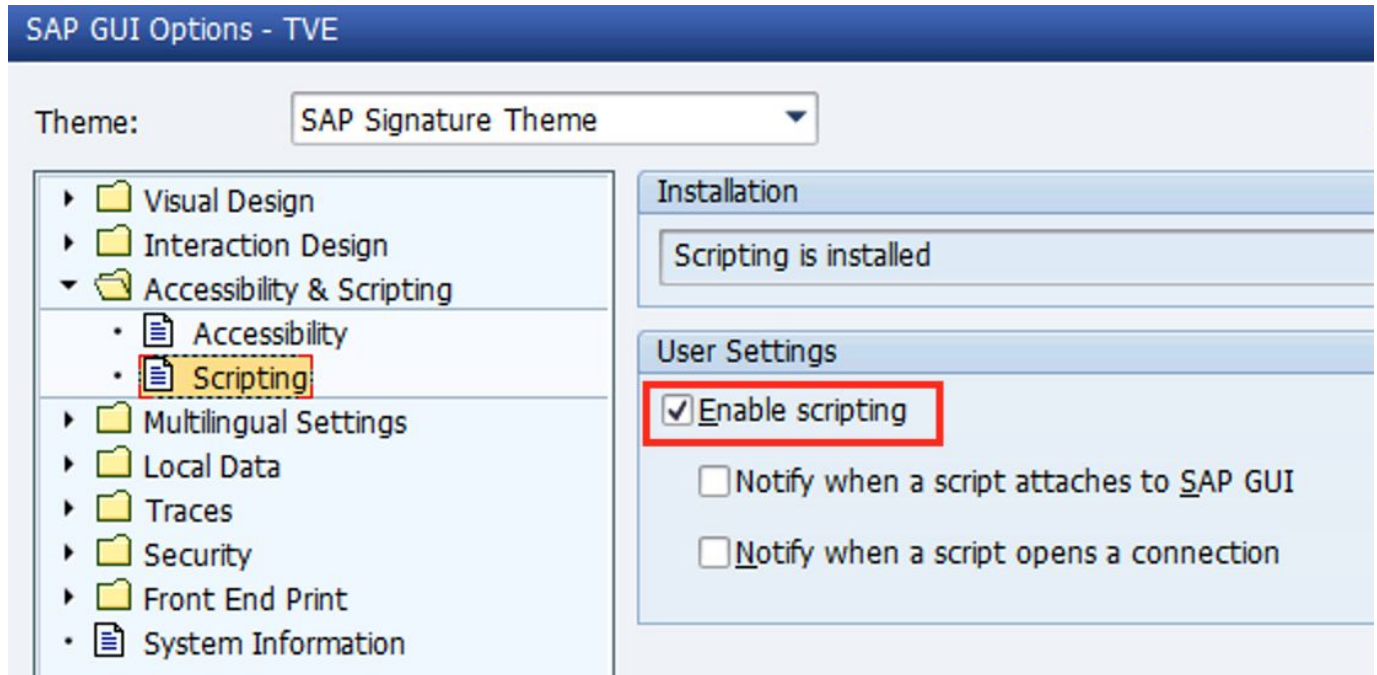 SAP GUI Options - TVE
Theme:
SAP Signature Theme
Visual Design
Interaction Design
Accessibility & Scripting
Accessibility
Scripting
Multilingual Settings
Local Data
Traces
Security
Front End Print
System Information
Installation
Scripting is installed
User Settings
Enable scripting
Notify when a script attaches to SAP GUI
Notify when a script opens a connection